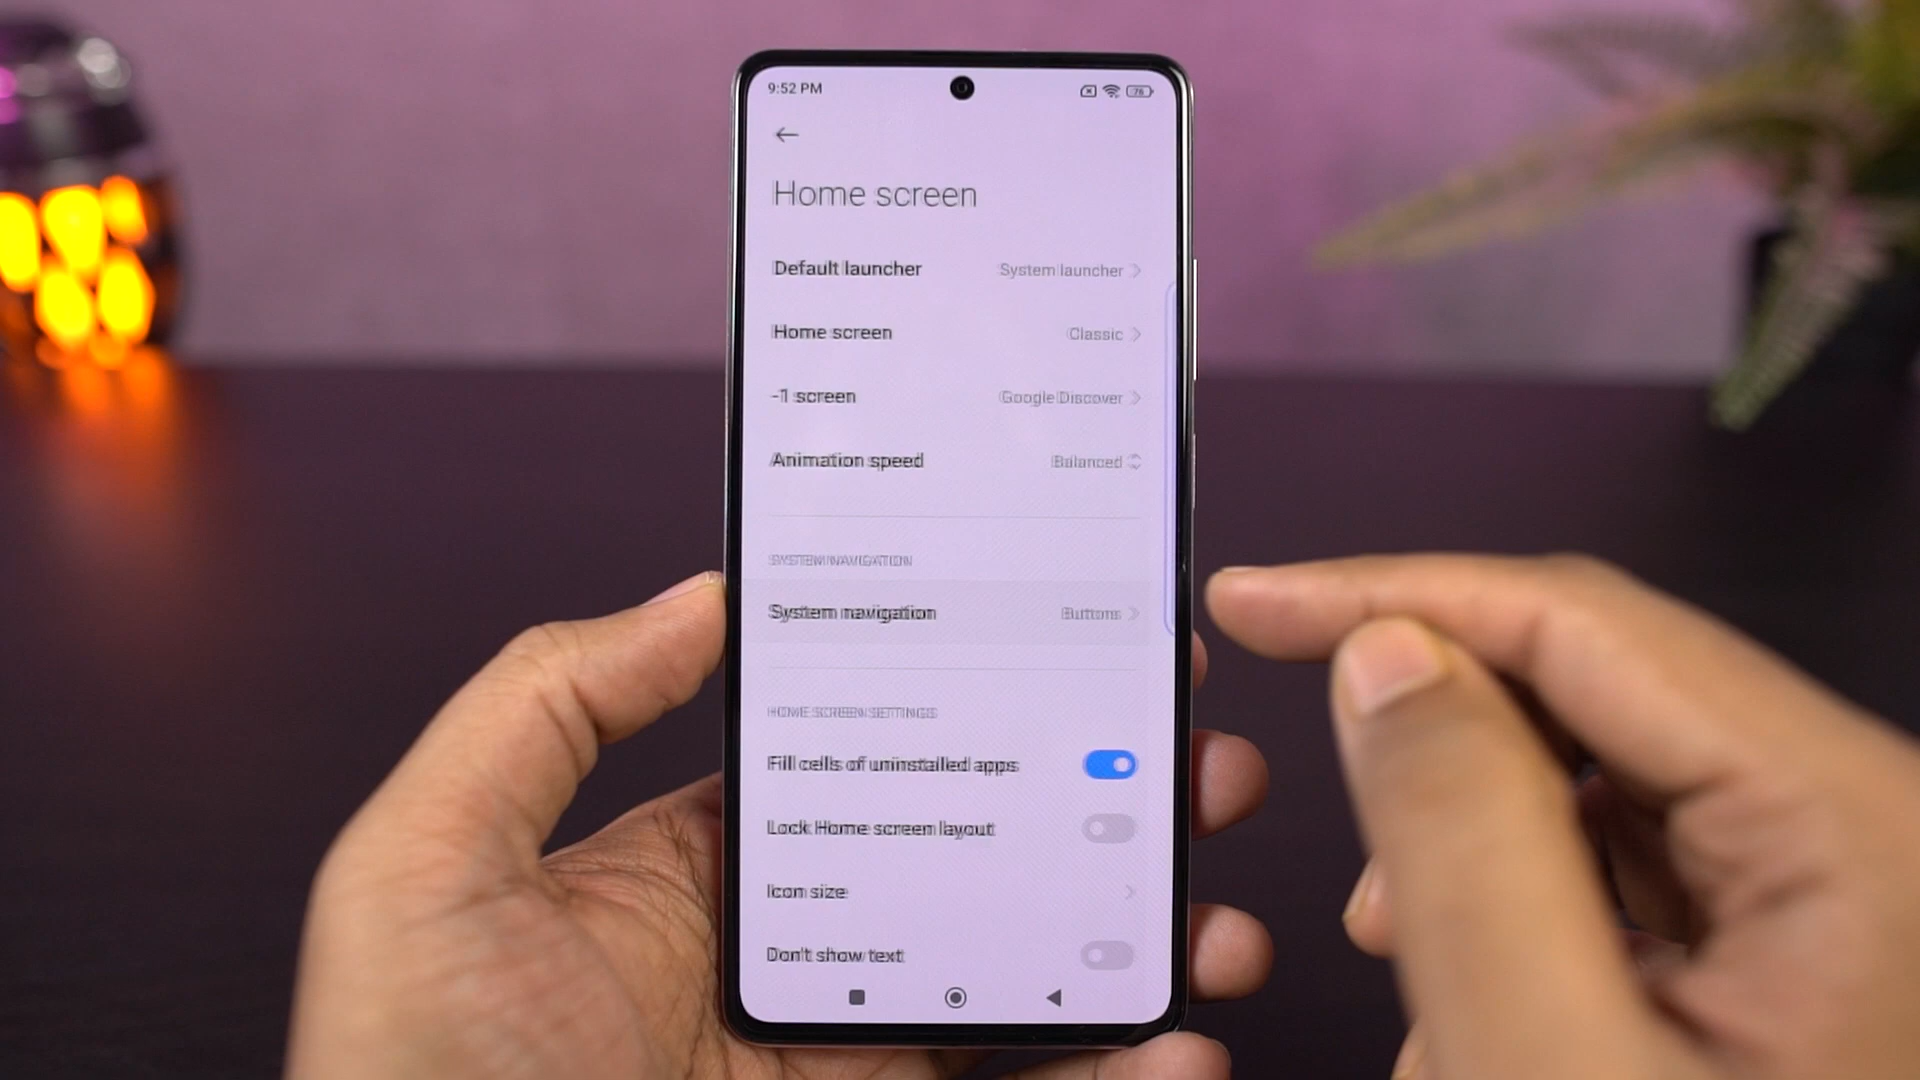 9:52 PM
76
Home screen
Default launcher System launcher
Home screen Classic
-1 screen Google Discover
Animation speed Balanced
SYSTEM NAVIGATION
System navigation Buttons
HOME SCREEN SETTINGS
Fill cells of uninstalled apps
Lock Home screen layout
Icon size
Don't show text